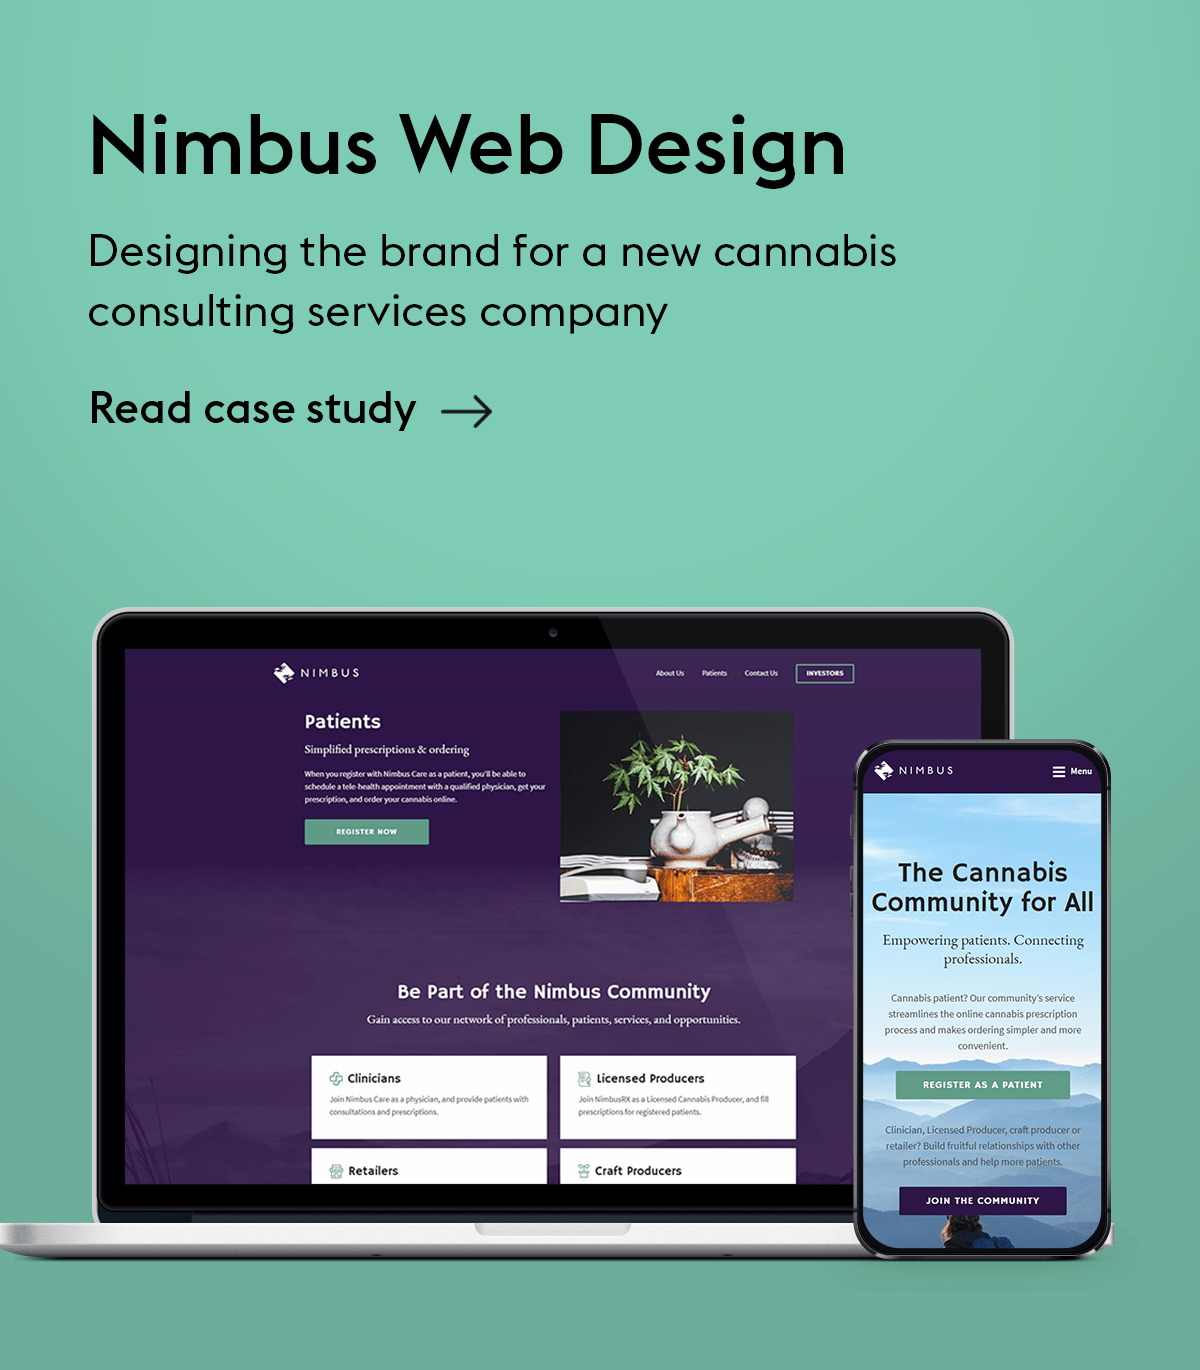 Nimbus Web Design
Designing the brand for a new cannabis
consulting services company
Read case study
NIMBUS
About Us
Patients
Contact Us
INVESTORS
Patients
Simplified prescriptions & ordering
When you register with Nimbus Care as a patient, you'll be able to
schedule a tele-health appointment with a qualified physician, get your
prescription, and order your cannabis online.
REGISTER NOW
Be Part of the Nimbus Community
Gain access to our network of professionals, patients, services, and opportunities.
Clinicians
Join Nimbus Care as a physician, and provide patients with
consultations and prescriptions.
Licensed Producers
Join NimbusRX as a Licensed Cannabis Producer, and fill
prescriptions for registered patients.
Retailers
Craft Producers
NIMBUS
Menu
The Cannabis
Community for All
Empowering patients. Connecting
professionals.
Cannabis patient? Our community's service
streamlines the online cannabis prescription
process and makes ordering simpler and more
convenient.
REGISTER AS A PATIENT
Clinician, Licensed Producer, craft producer or
retailer? Build fruitful relationships with other
professionals and help more patients.
JOIN THE COMMUNITY